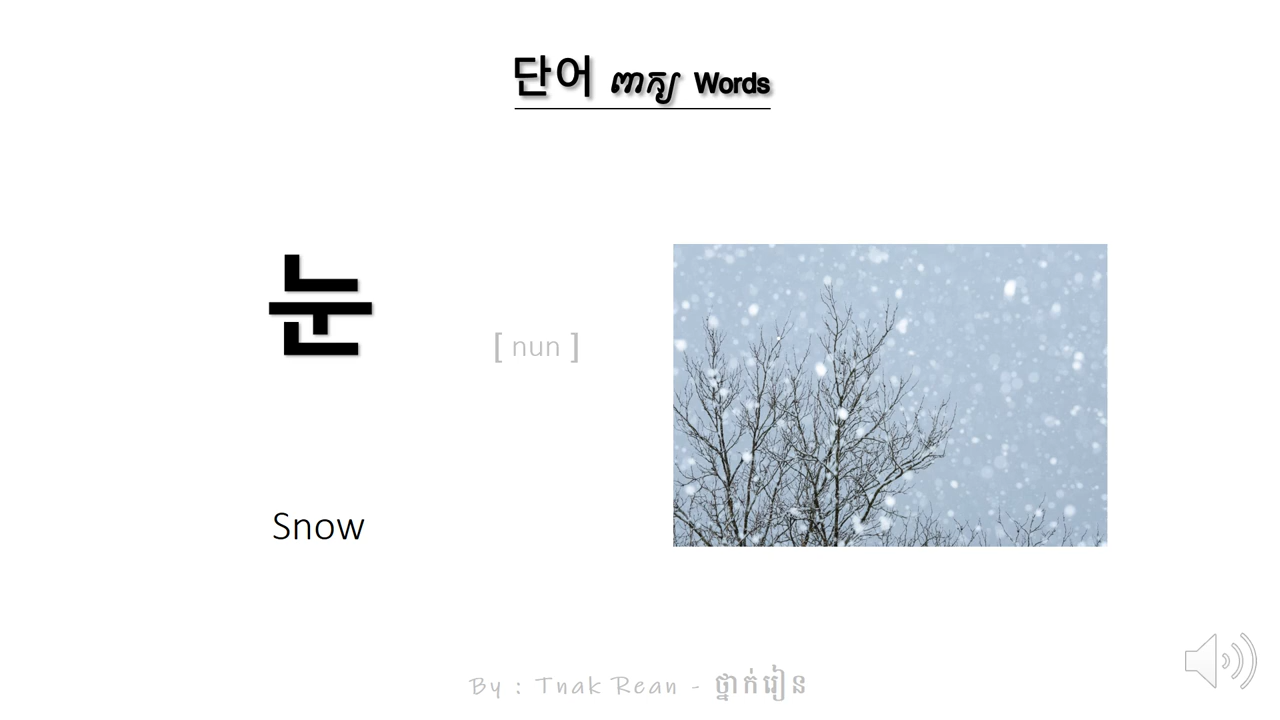 단어 ពាក្យ Words
눈
[ nun ]
Snow
By : Tnak Rean - ថ្នាក់រៀន